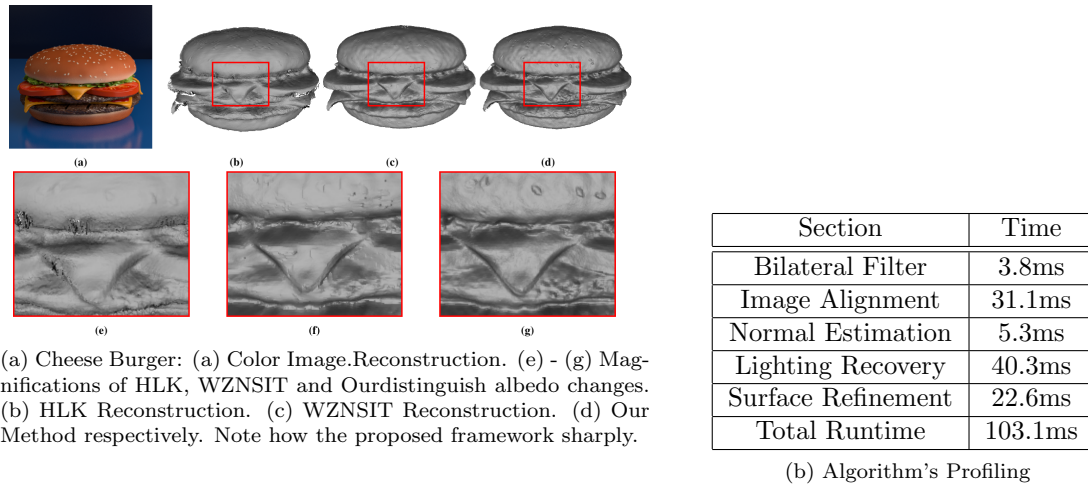 (a)
(b)
(c)
(d)
(e)
(f)
(g)
(a) Cheese Burger: (a) Color Image.Reconstruction. (e) - (g) Mag-
nifications of HLK, WZNSIT and Ourdistinguish albedo changes.
(b) HLK Reconstruction. (c) WZNSIT Reconstruction. (d) Our
Method respectively. Note how the proposed framework sharply.
Section Time
Bilateral Filter 3.8ms
Image Alignment 31.1ms
Normal Estimation 5.3ms
Lighting Recovery 40.3ms
Surface Refinement 22.6ms
Total Runtime 103.1ms
(b) Algorithm's Profiling